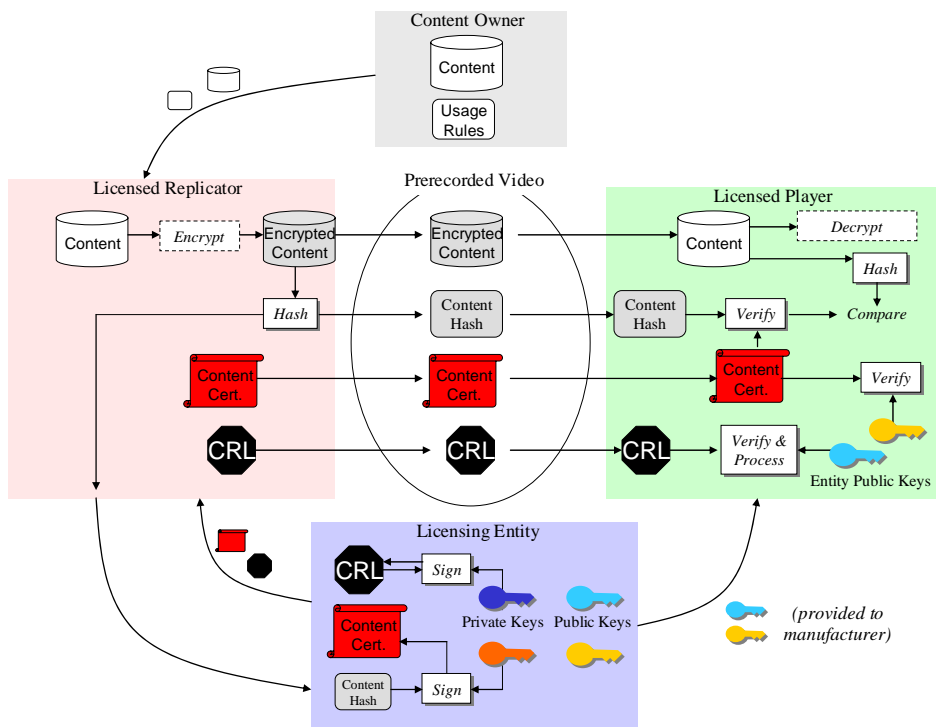 Content Owner
Content
Usage
Rules
Licensed Replicator
Content
Encrypt
Encrypted
Content
Hash
Content
Cert.
CRL
Prerecorded Video
Encrypted
Content
Content
Hash
Content
Cert.
CRL
Licensed Player
Content
Decrypt
Hash
Content
Hash
Verify
Compare
Content
Cert.
Verify
CRL
Verify &
Process
Entity Public Keys
Licensing Entity
CRL
Sign
Private Keys
Public Keys
Content
Cert.
Content
Hash
Sign
(provided to
manufacturer)